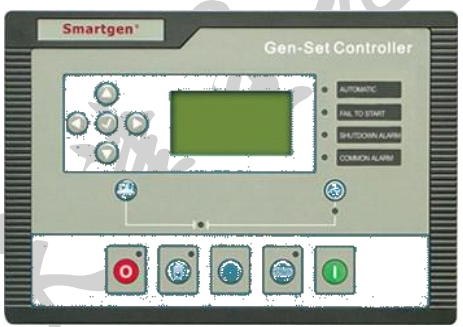 Smartgen®
Gen-Set Controller
AUTOMATIC
FAIL TO START
SHUTDOWN ALARM
COMMON ALARM